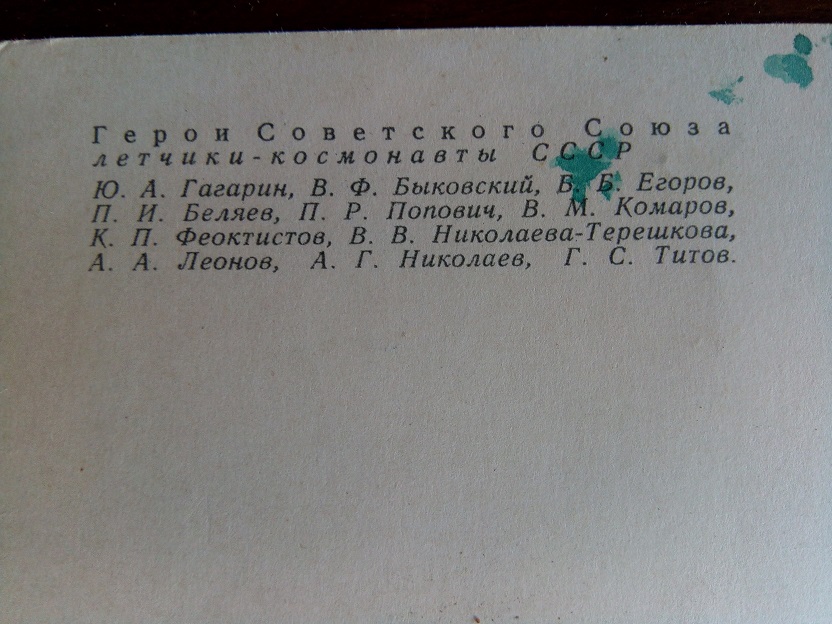 Герои Советского Союза
летчики-космонавты СССР
Ю. А. Гагарин, В. Ф. Быковский, Б. Б. Егоров,
П. И. Беляев, П. Р. Попович, В. М. Комаров,
К. П. Феоктистов, В. В. Николаева-Терешкова,
А. А. Леонов, А. Г. Николаев, Г. С. Титов.